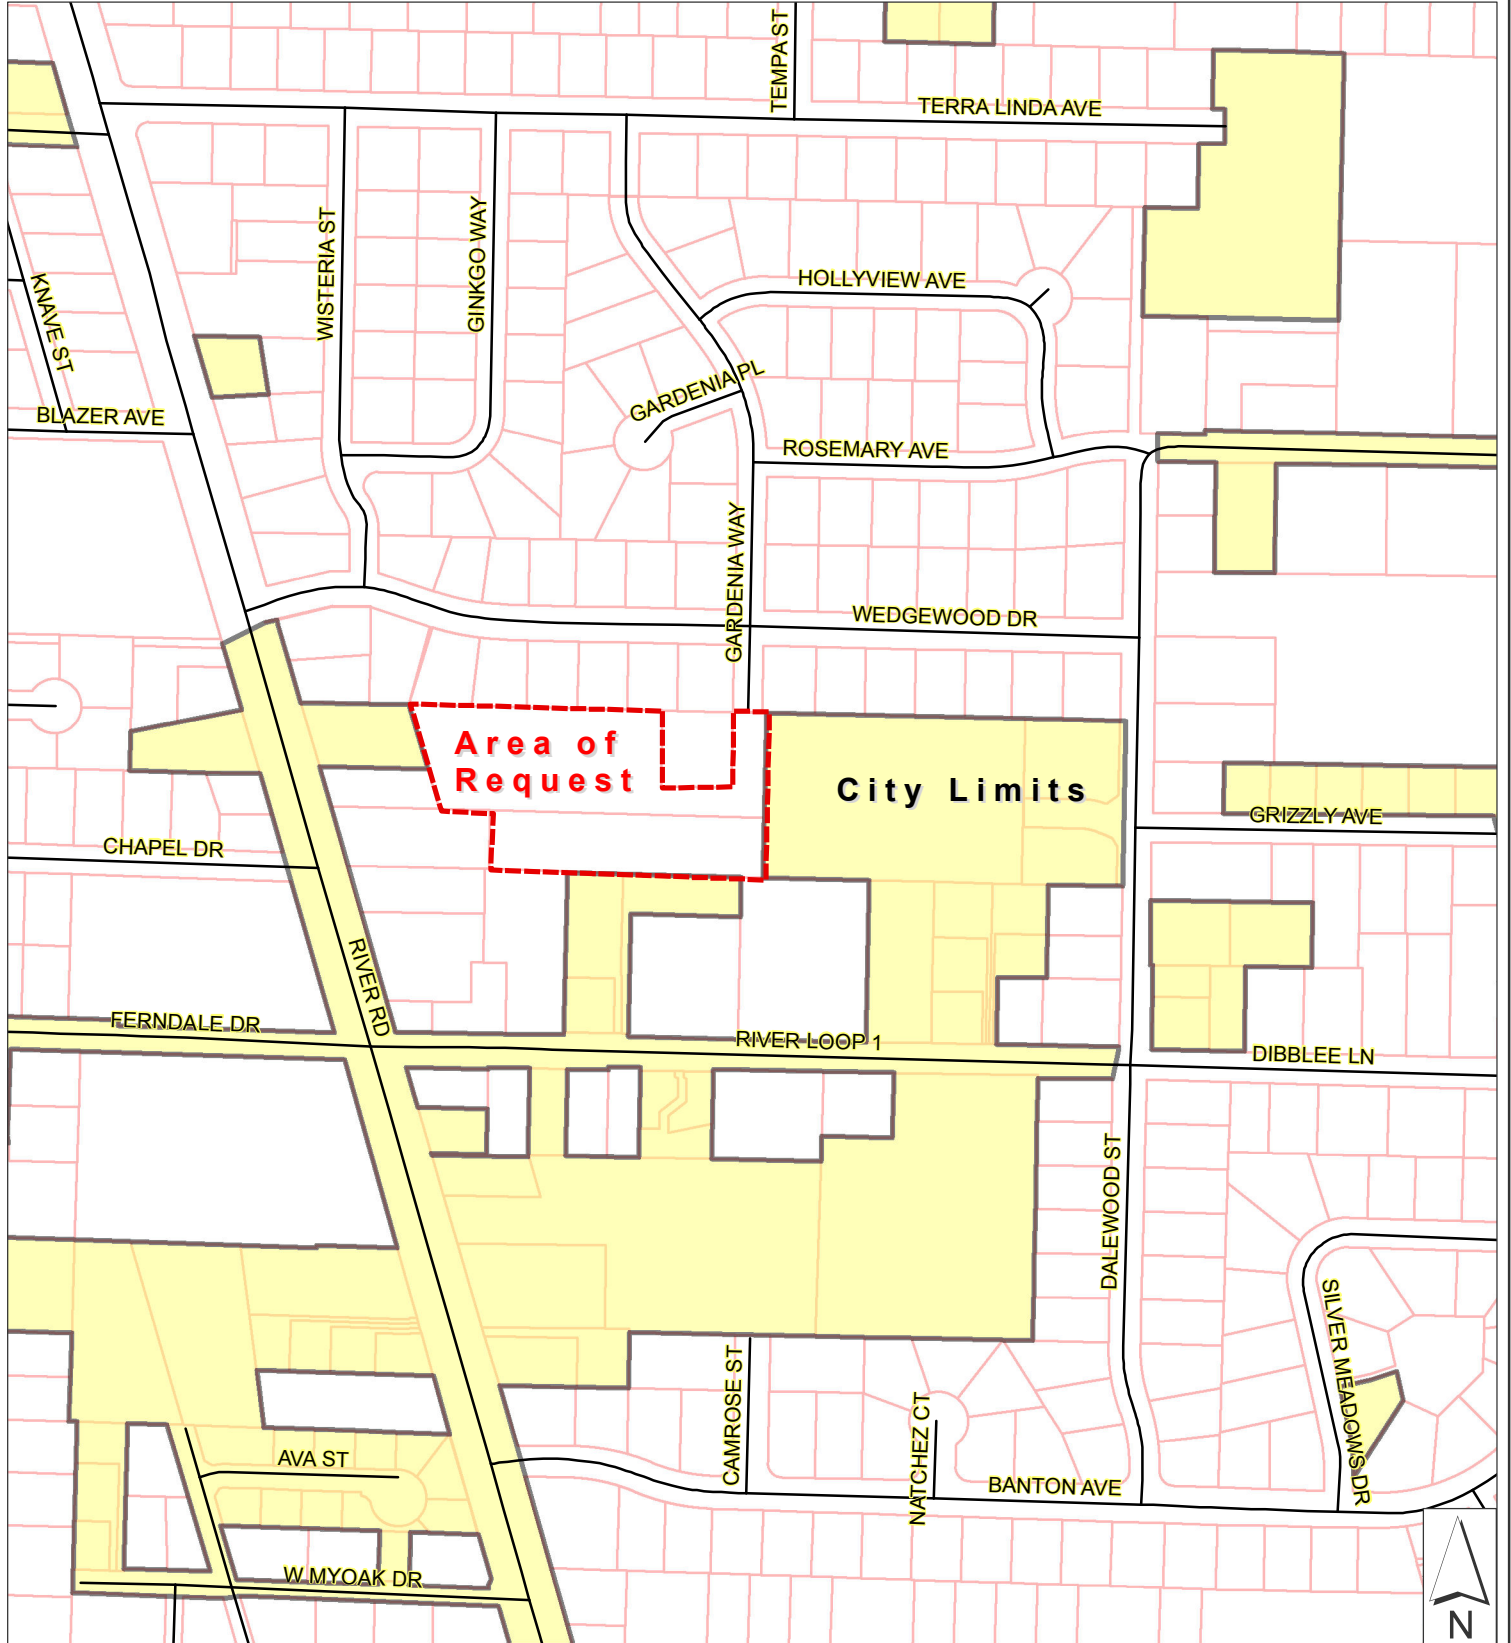 TEMPA ST
TERRA LINDA AVE
WISTERIA ST
GINKGO WAY
HOLLYVIEW AVE
KNAVE ST
GARDENIA PL
BLAZER AVE
ROSEMARY AVE
GARDENIA WAY
WEDGEWOOD DR
Area of
Request
City Limits
GRIZZLY AVE
CHAPEL DR
RIVER RD
FERNDALE DR
RIVER LOOP 1
DIBBLEE LN
DALEWOOD ST
SILVER MEADOWS DR
CAMROSE ST
NATCHEZ CT
AVA ST
BANTON AVE
W MYOAK DR
N